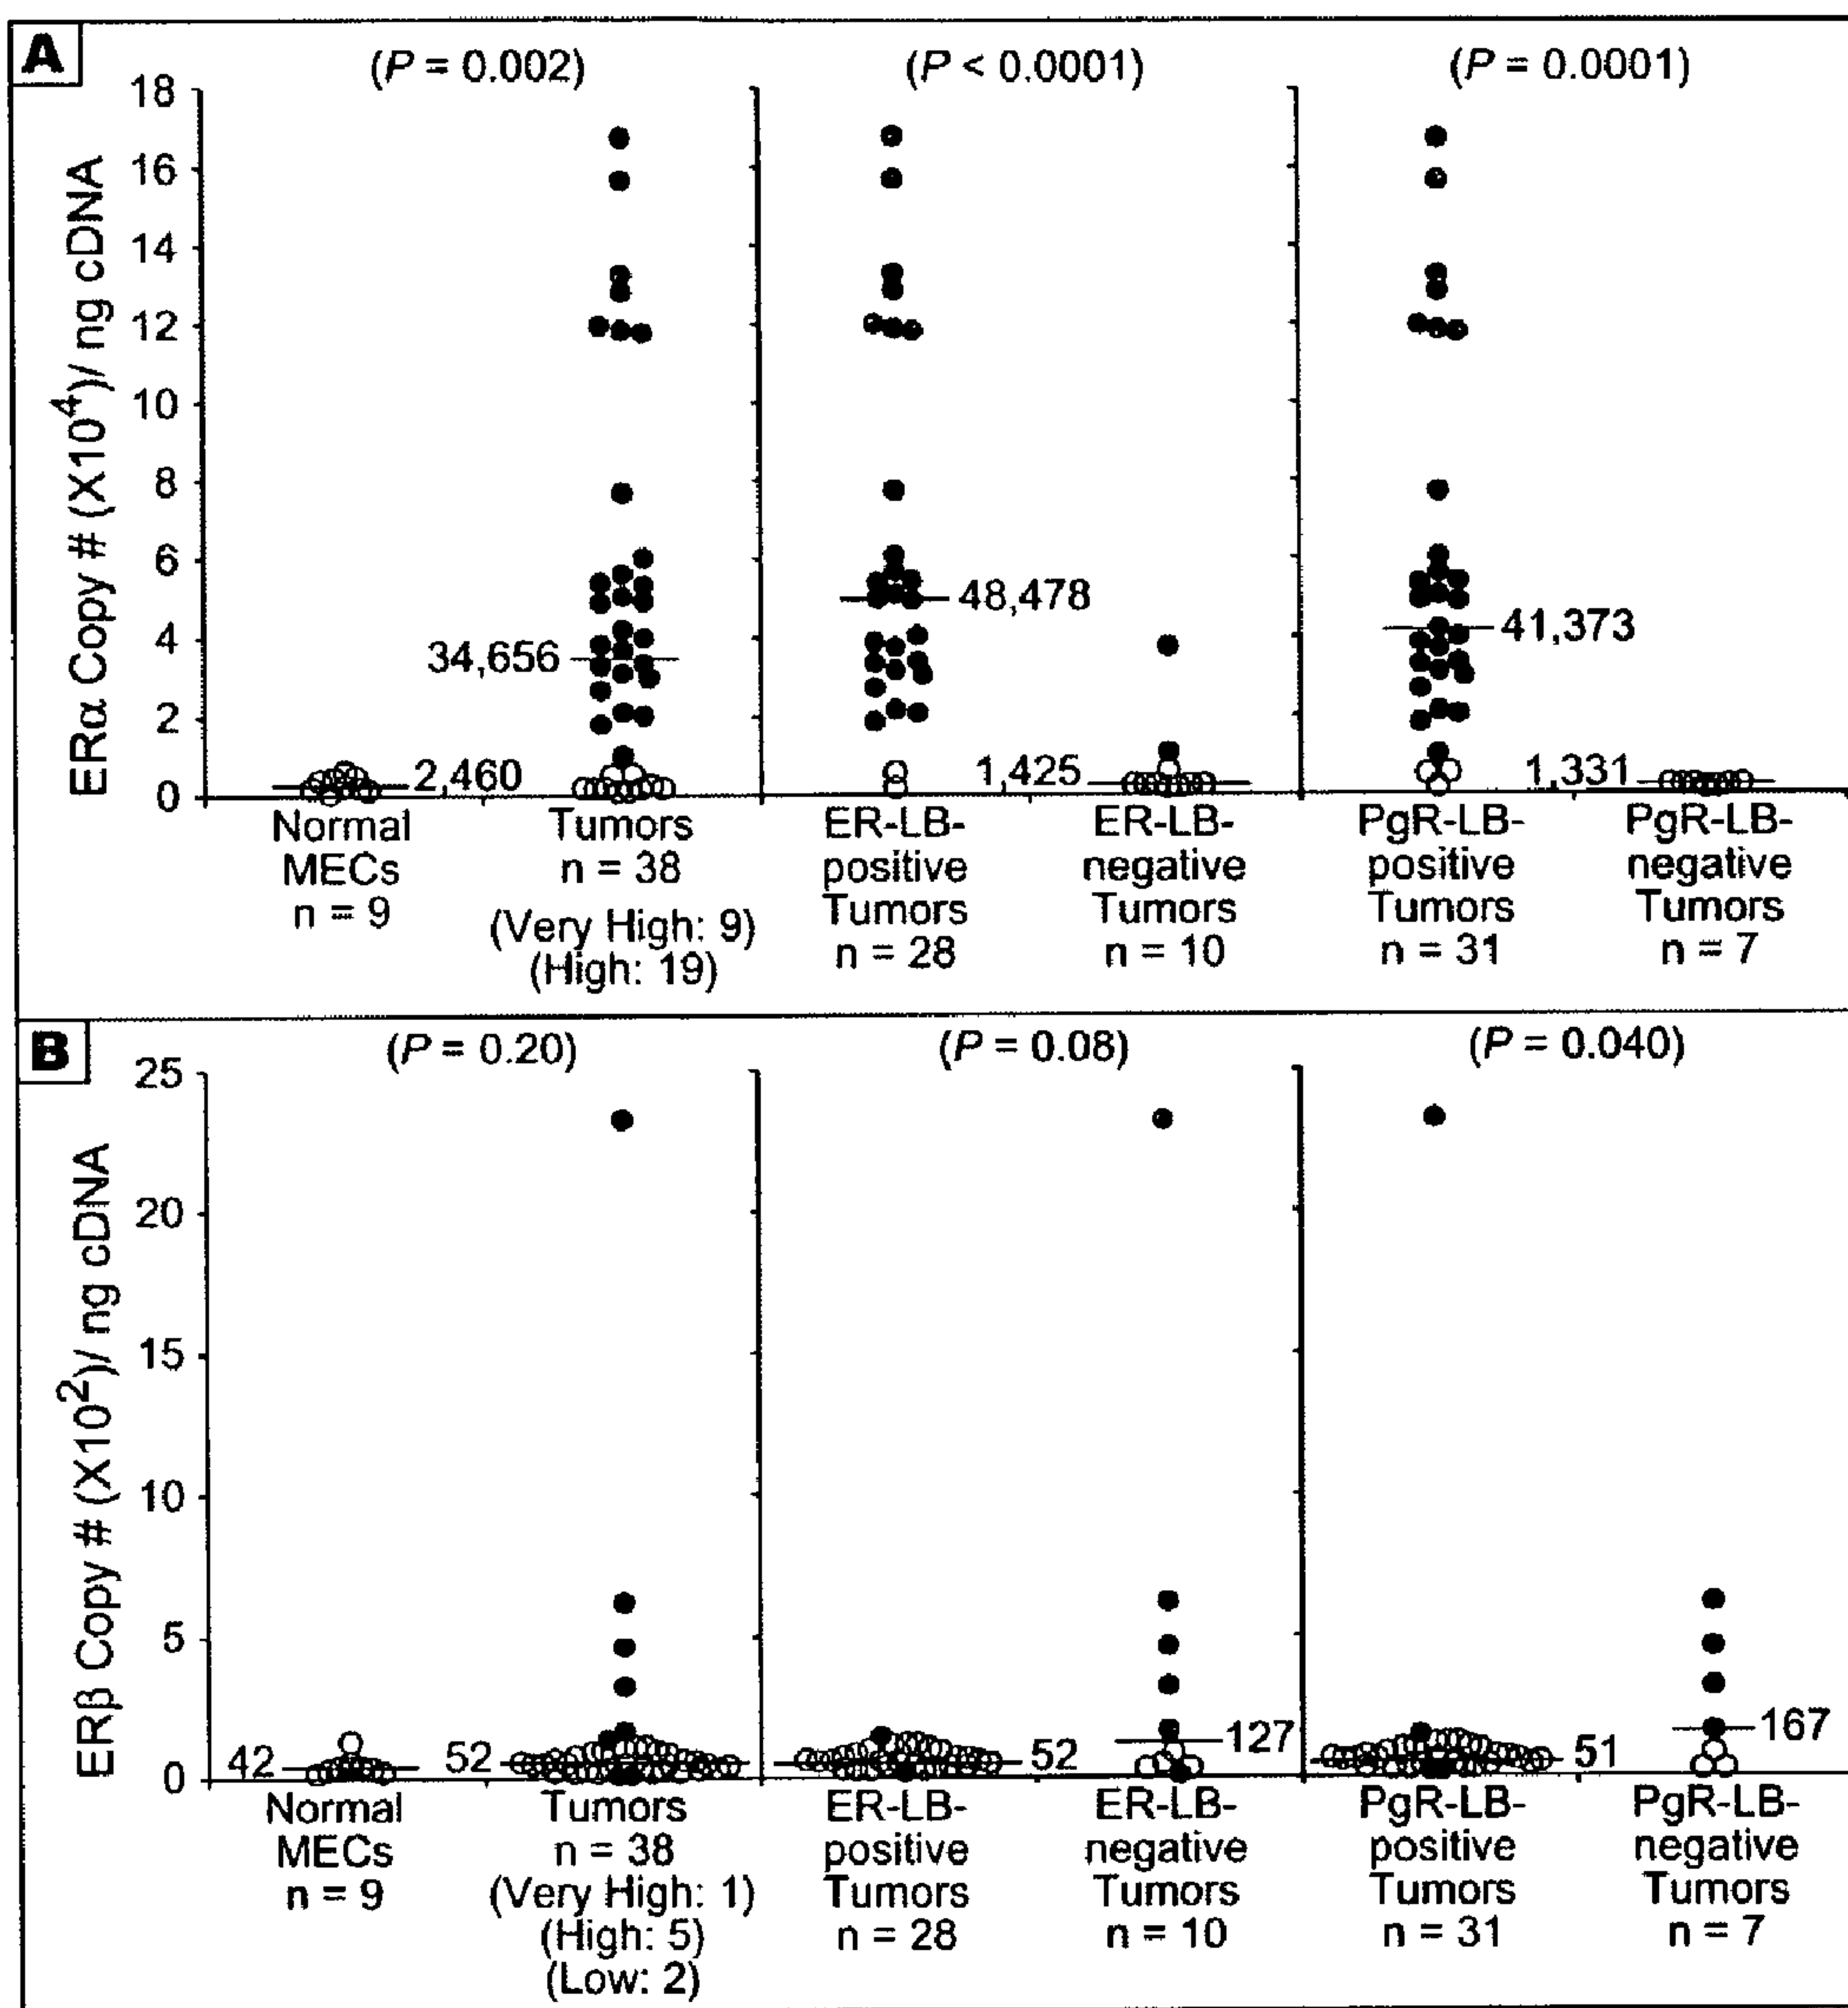 A
(P = 0.002)
(P < 0.0001)
(P = 0.0001)
ERα Copy # (X10⁴)/ ng cDNA
18
16
14
12
10
8
6
4
2
0
34,656
2,460
48,478
1,425
41,373
1,331
Normal
MECs
n = 9
Tumors
n = 38
(Very High: 9)
(High: 19)
ER-LB-
positive
Tumors
n = 28
ER-LB-
negative
Tumors
n = 10
PgR-LB-
positive
Tumors
n = 31
PgR-LB-
negative
Tumors
n = 7
B
(P = 0.20)
(P = 0.08)
(P = 0.040)
ERβ Copy # (X10²)/ ng cDNA
25
20
15
10
5
0
42
52
52
127
51
167
Normal
MECs
n = 9
Tumors
n = 38
(Very High: 1)
(High: 5)
(Low: 2)
ER-LB-
positive
Tumors
n = 28
ER-LB-
negative
Tumors
n = 10
PgR-LB-
positive
Tumors
n = 31
PgR-LB-
negative
Tumors
n = 7